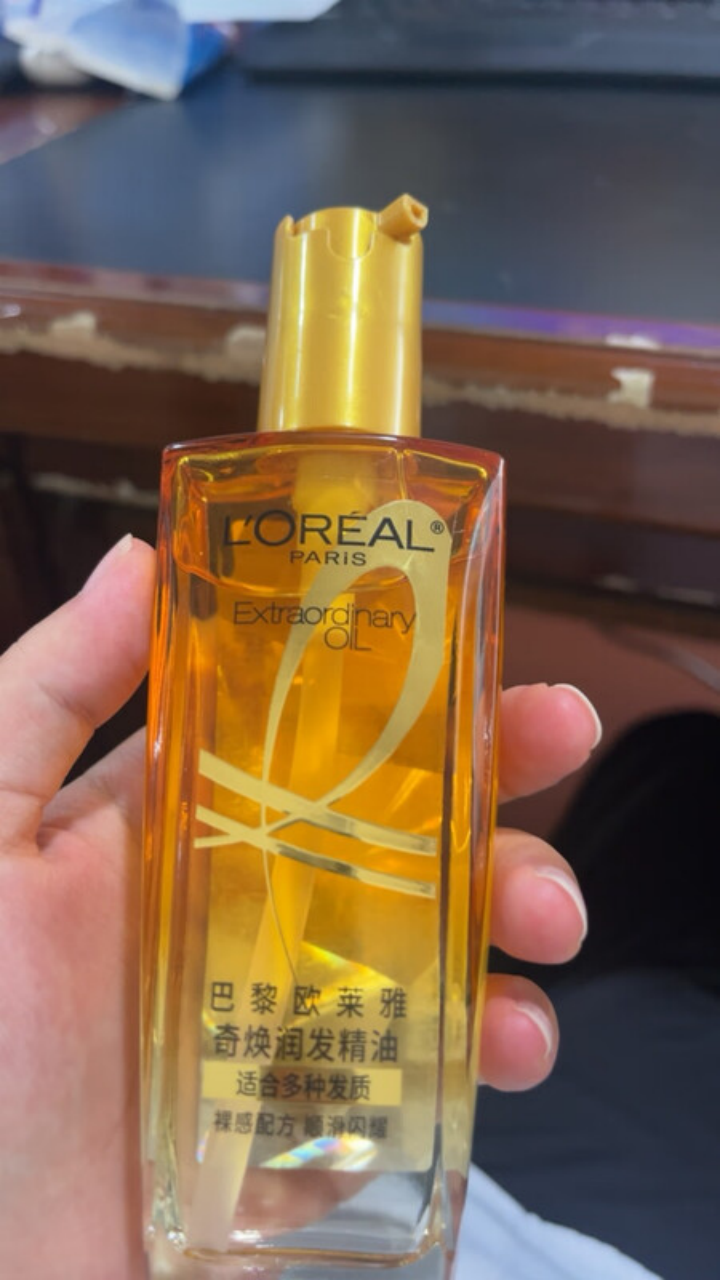 L'ORÉAL®
PARIS
Extraordinary
OIL
巴黎欧莱雅
奇焕润发精油
适合多种发质
裸感配方 顺滑闪耀